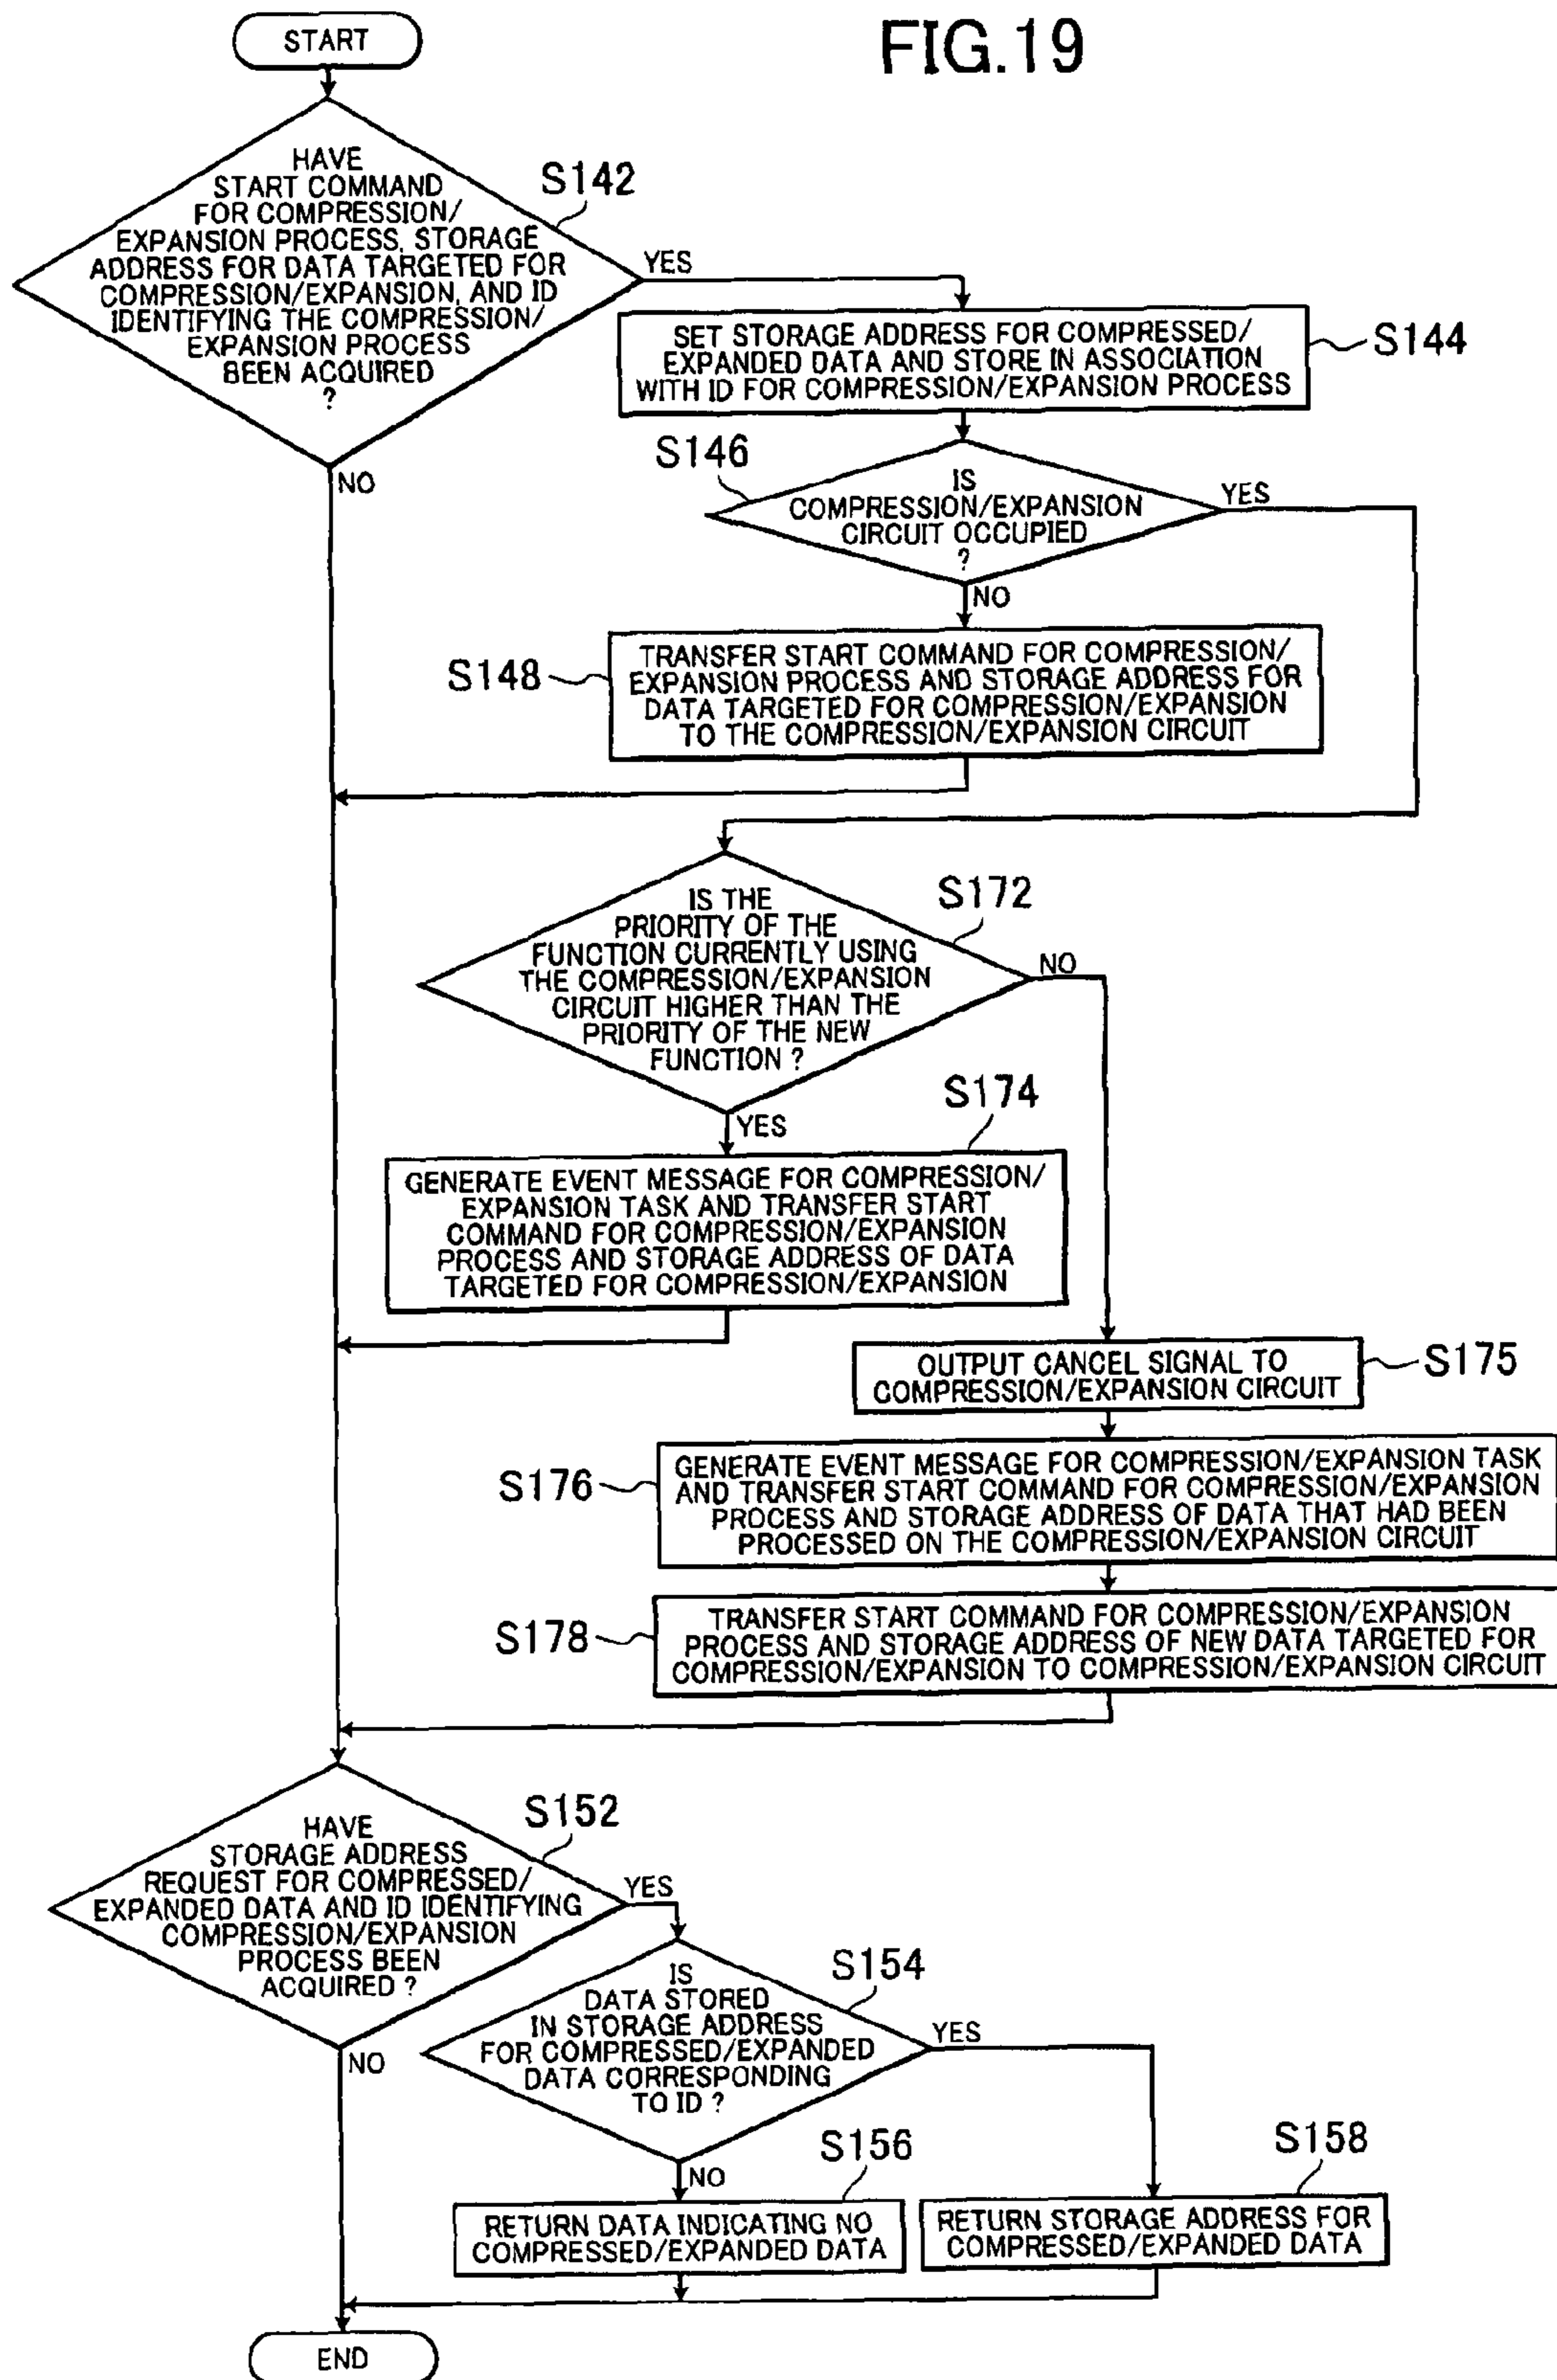 FIG.19
START
HAVE
START COMMAND
FOR COMPRESSION/
EXPANSION PROCESS, STORAGE
ADDRESS FOR DATA TARGETED FOR
COMPRESSION/EXPANSION, AND ID
IDENTIFYING THE COMPRESSION/
EXPANSION PROCESS
BEEN ACQUIRED
?
S142
YES
NO
SET STORAGE ADDRESS FOR COMPRESSED/
EXPANDED DATA AND STORE IN ASSOCIATION
WITH ID FOR COMPRESSION/EXPANSION PROCESS
S144
S146
IS
COMPRESSION/EXPANSION
CIRCUIT OCCUPIED
?
YES
NO
S148
TRANSFER START COMMAND FOR COMPRESSION/
EXPANSION PROCESS AND STORAGE ADDRESS FOR
DATA TARGETED FOR COMPRESSION/EXPANSION
TO THE COMPRESSION/EXPANSION CIRCUIT
IS THE
PRIORITY OF THE
FUNCTION CURRENTLY USING
THE COMPRESSION/EXPANSION
CIRCUIT HIGHER THAN THE
PRIORITY OF THE NEW
FUNCTION ?
S172
NO
YES
S174
GENERATE EVENT MESSAGE FOR COMPRESSION/
EXPANSION TASK AND TRANSFER START
COMMAND FOR COMPRESSION/EXPANSION
PROCESS AND STORAGE ADDRESS OF DATA
TARGETED FOR COMPRESSION/EXPANSION
OUTPUT CANCEL SIGNAL TO
COMPRESSION/EXPANSION CIRCUIT
S175
S176
GENERATE EVENT MESSAGE FOR COMPRESSION/EXPANSION TASK
AND TRANSFER START COMMAND FOR COMPRESSION/EXPANSION
PROCESS AND STORAGE ADDRESS OF DATA THAT HAD BEEN
PROCESSED ON THE COMPRESSION/EXPANSION CIRCUIT
S178
TRANSFER START COMMAND FOR COMPRESSION/EXPANSION
PROCESS AND STORAGE ADDRESS OF NEW DATA TARGETED FOR
COMPRESSION/EXPANSION TO COMPRESSION/EXPANSION CIRCUIT
HAVE
STORAGE ADDRESS
REQUEST FOR COMPRESSED/
EXPANDED DATA AND ID IDENTIFYING
COMPRESSION/EXPANSION
PROCESS BEEN
ACQUIRED ?
S152
YES
NO
IS
DATA STORED
IN STORAGE ADDRESS
FOR COMPRESSED/EXPANDED
DATA CORRESPONDING
TO ID ?
S154
YES
NO
S156
RETURN DATA INDICATING NO
COMPRESSED/EXPANDED DATA
S158
RETURN STORAGE ADDRESS FOR
COMPRESSED/EXPANDED DATA
END